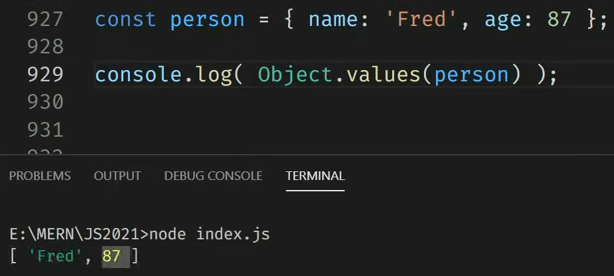 927 const person = { name: 'Fred', age: 87 };
928
929 console.log( Object.values(person) );
930
931
PROBLEMS OUTPUT DEBUG CONSOLE TERMINAL
E:\MERN\JS2021>node index.js
[ 'Fred', 87 ]